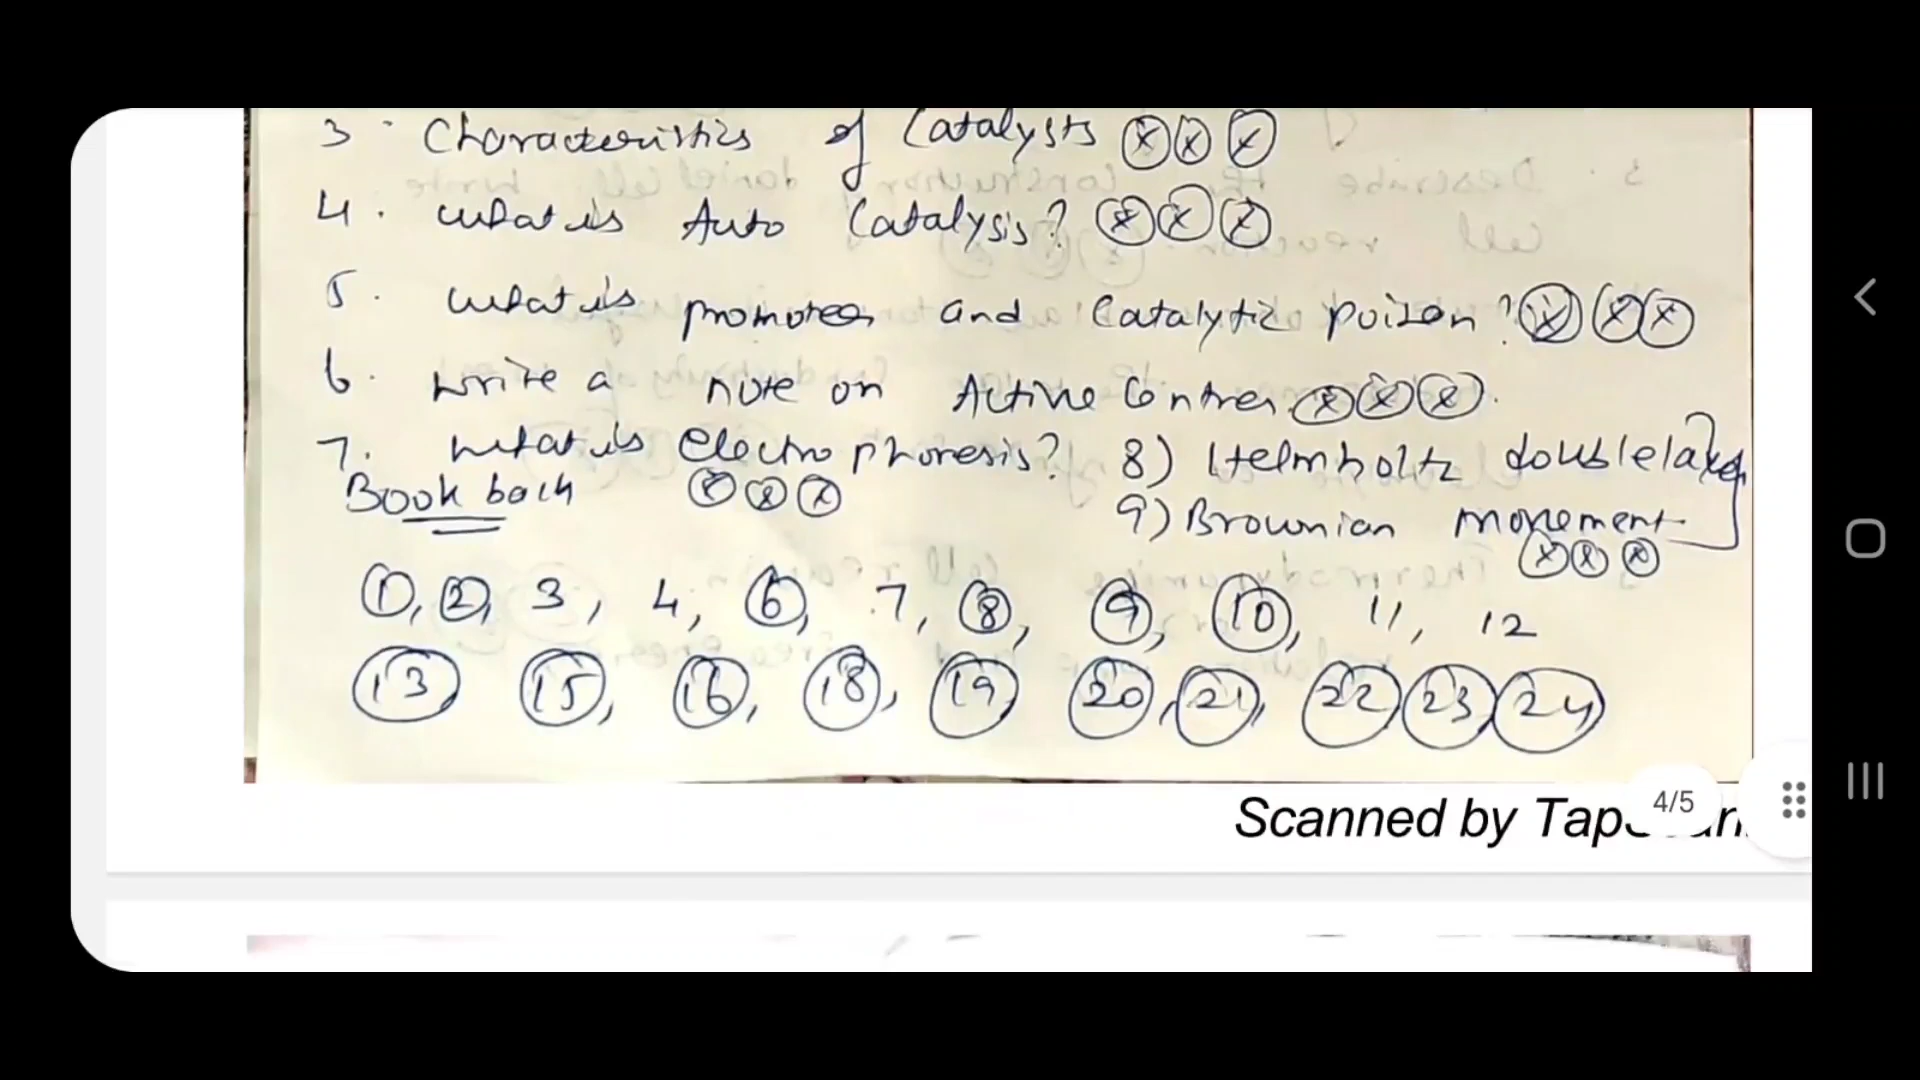 3. Characteristics of Catalysts
4. What is Auto Catalysis?
5. What is promoters and Catalytic poison?
6. Write a note on Active Centres.
7. What is electro phoresis? 8) Helmholtz doublelayer
Book back 9) Brownian movement
1, 2, 3, 4, 6, 7, 8, 9, 10, 11, 12
13 15, 16, 18, 19 20, 21, 22 23 24
4/5
Scanned by